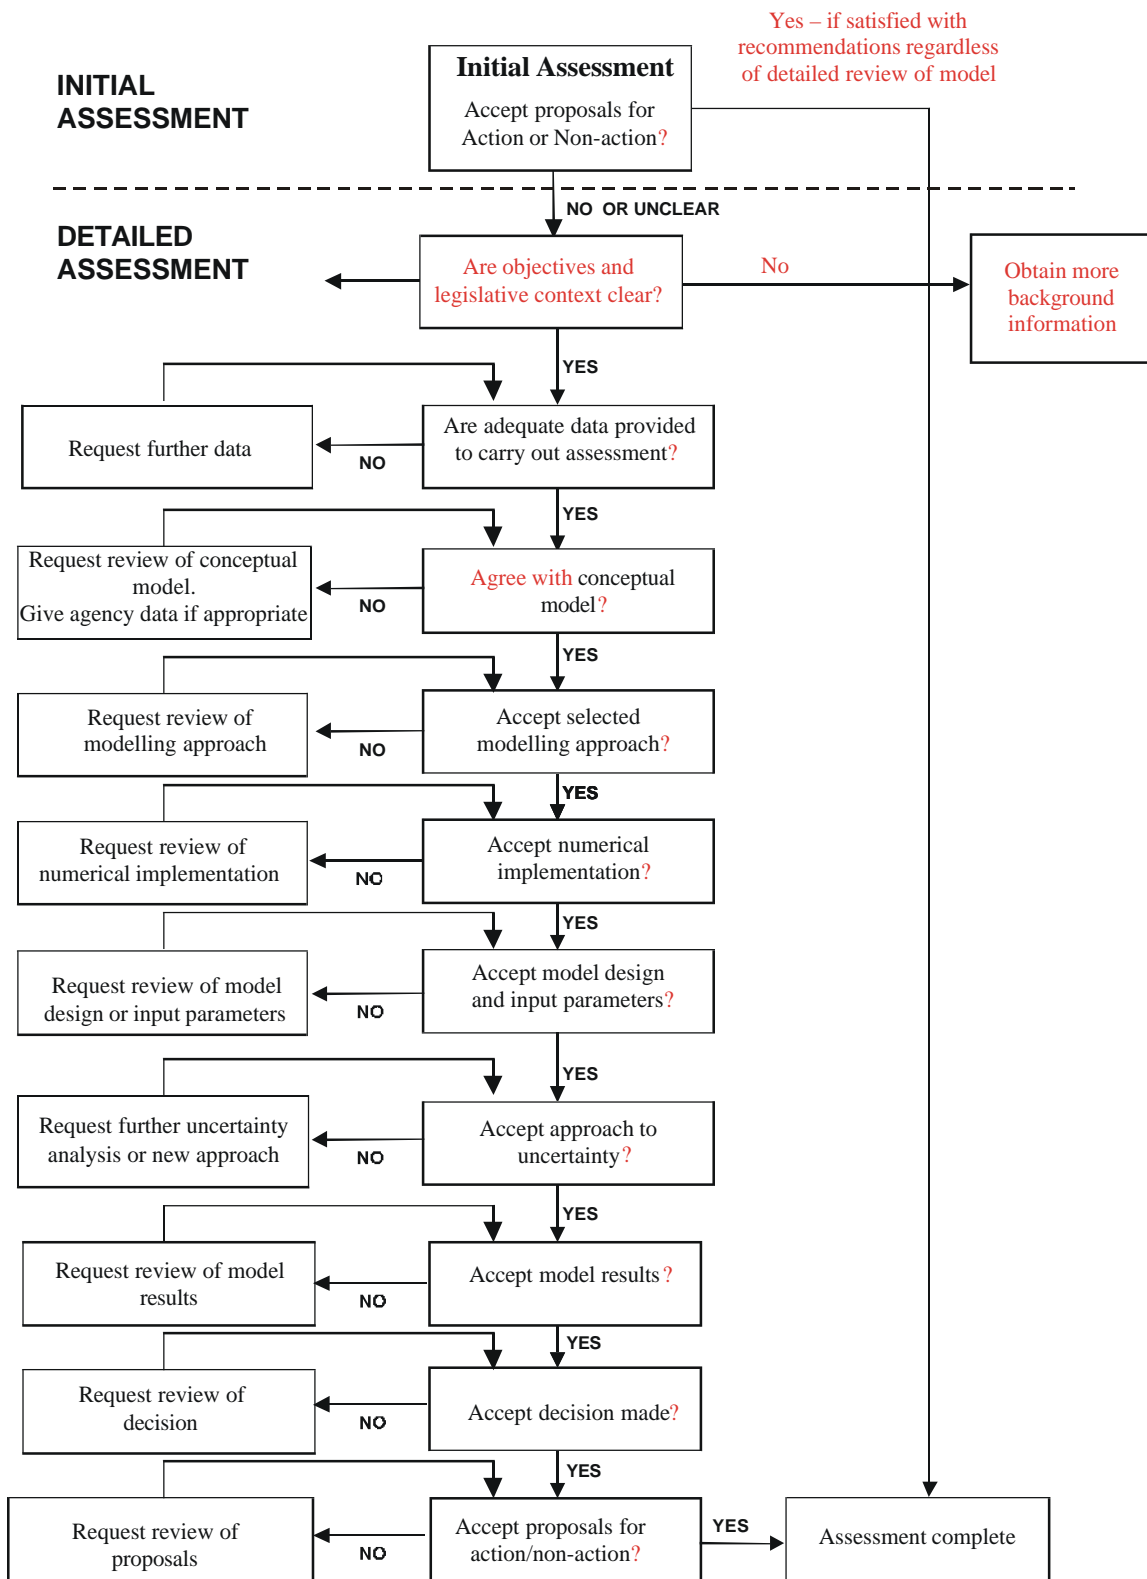 Yes – if satisfied with
recommendations regardless
of detailed review of model
INITIAL
ASSESSMENT
Initial Assessment
Accept proposals for
Action or Non-action?
NO OR UNCLEAR
DETAILED
ASSESSMENT
Are objectives and
legislative context clear?
No
Obtain more
background
information
YES
Request further data
NO
Are adequate data provided
to carry out assessment?
YES
Request review of conceptual
model.
Give agency data if appropriate
NO
Agree with conceptual
model?
YES
Request review of
modelling approach
NO
Accept selected
modelling approach?
YES
Request review of
numerical implementation
NO
Accept numerical
implementation?
YES
Request review of model
design or input parameters
NO
Accept model design
and input parameters?
YES
Request further uncertainty
analysis or new approach
NO
Accept approach to
uncertainty?
YES
Request review of model
results
NO
Accept model results?
YES
Request review of
decision
NO
Accept decision made?
YES
Request review of
proposals
NO
Accept proposals for
action/non-action?
YES
Assessment complete